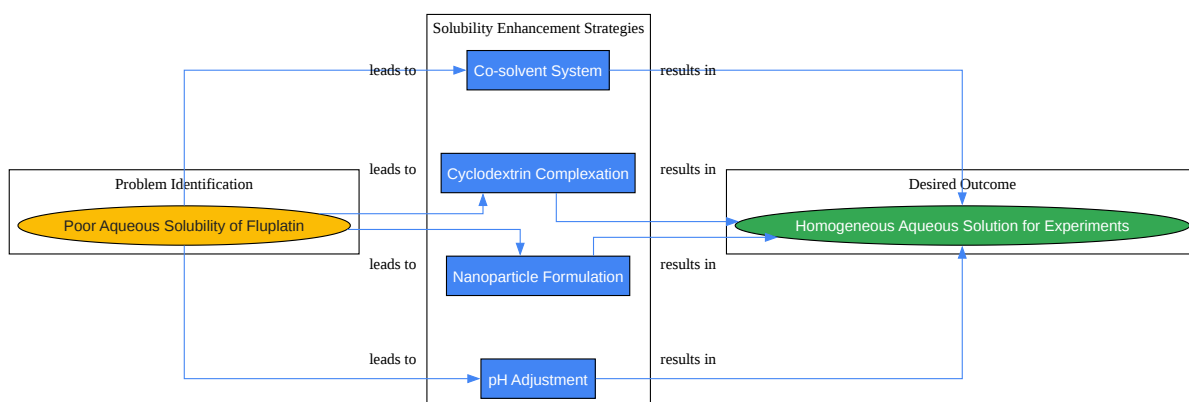 Solubility Enhancement Strategies
leads to
Co-solvent System
results in
leads to
Cyclodextrin Complexation
results in
Problem Identification
Poor Aqueous Solubility of Fluplatin
Desired Outcome
Homogeneous Aqueous Solution for Experiments
leads to
Nanoparticle Formulation
results in
leads to
pH Adjustment
results in